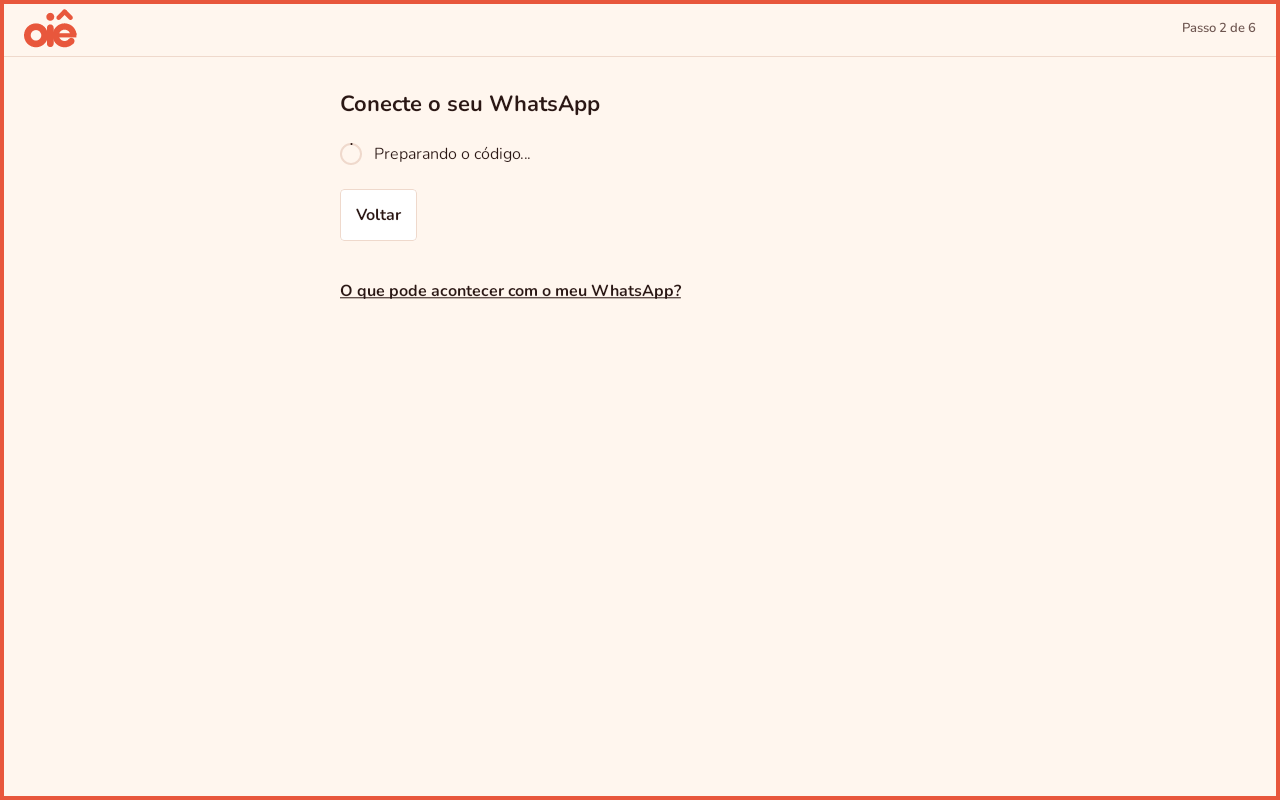 oiê
Passo 2 de 6
Conecte o seu WhatsApp
Preparando o código...
Voltar
O que pode acontecer com o meu WhatsApp?